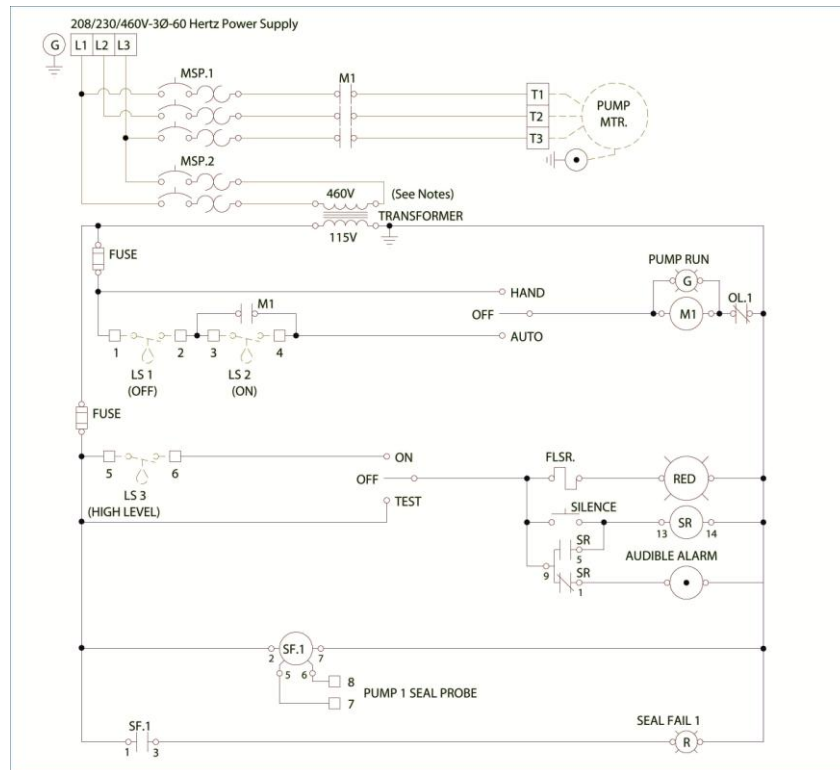 208/230/460V-3Ø-60 Hertz Power Supply
G L1 L2 L3
MSP.1 M1
T1
T2
T3
PUMP
MTR.
MSP.2
460V (See Notes)
TRANSFORMER
115V
FUSE
PUMP RUN
G
HAND
M1
OFF M1 OL.1
AUTO
1 2 3 4
LS 1
(OFF)
LS 2
(ON)
FUSE
5 6
LS 3
(HIGH LEVEL)
ON
OFF
TEST
FLSR. RED
SILENCE
13 SR 14
SR
5
9 SR
1
AUDIBLE ALARM
2 SF.1 7
5 6 8
7
PUMP 1 SEAL PROBE
SF.1
1 3
SEAL FAIL 1
R